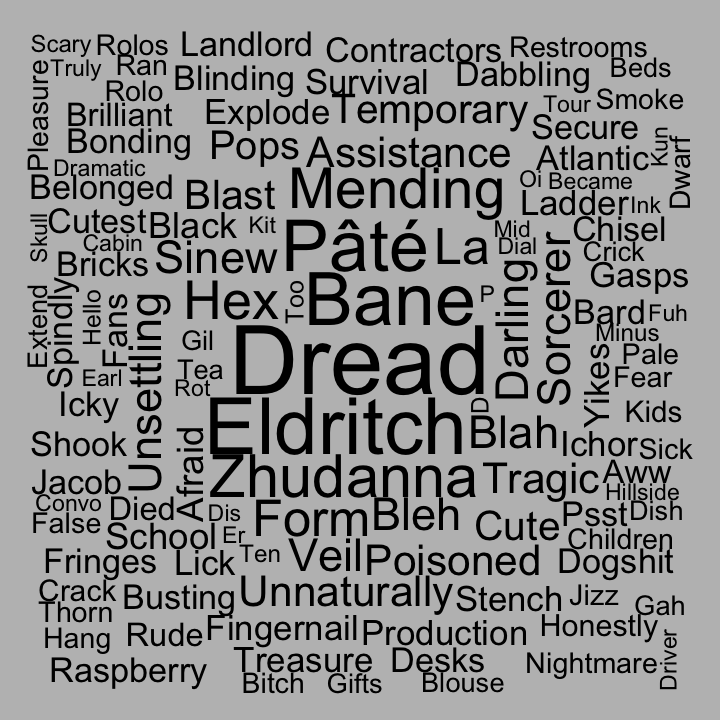 Scary Rolos Landlord Contractors Restrooms
Truly Ran Blinding Survival Dabbling Beds
Pleasure Rolo Brilliant Explode Temporary Tour Smoke
Bonding Pops Assistance Secure Atlantic Kun Dwarf
Dramatic Belonged Blast Mending Oi Became
Ladder Ink
Skull Cutest Black Kit Pâté La Mid Dial Chisel
Cabin Bricks Sinew Crick Gasps
Extend Spindly Hello Fans Unsettling Hex Too Bane P Darling Sorcerer Bard Fuh
Gil Dread Minus
Earl Tea Rot Yikes Pale Fear
Icky Eldritch D Kids
Shook Afraid Blah Ichor Sick
Jacob Zhudanna Tragic Aww
Convo Died Hillside
False Dis Form Bleh Cute Psst Dish
School Er Children
Fringes Lick Ten Veil Poisoned Dogshit
Crack Busting Unnaturally Stench Jizz Gah
Thorn
Hang Rude Fingernail Production Honestly Driver
Raspberry Treasure Desks Nightmare
Bitch Gifts Blouse